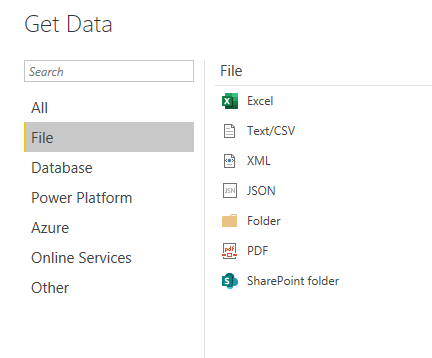 Get Data
Search
All
File
Database
Power Platform
Azure
Online Services
Other
File
Excel
Text/CSV
XML
JSON
Folder
PDF
SharePoint folder